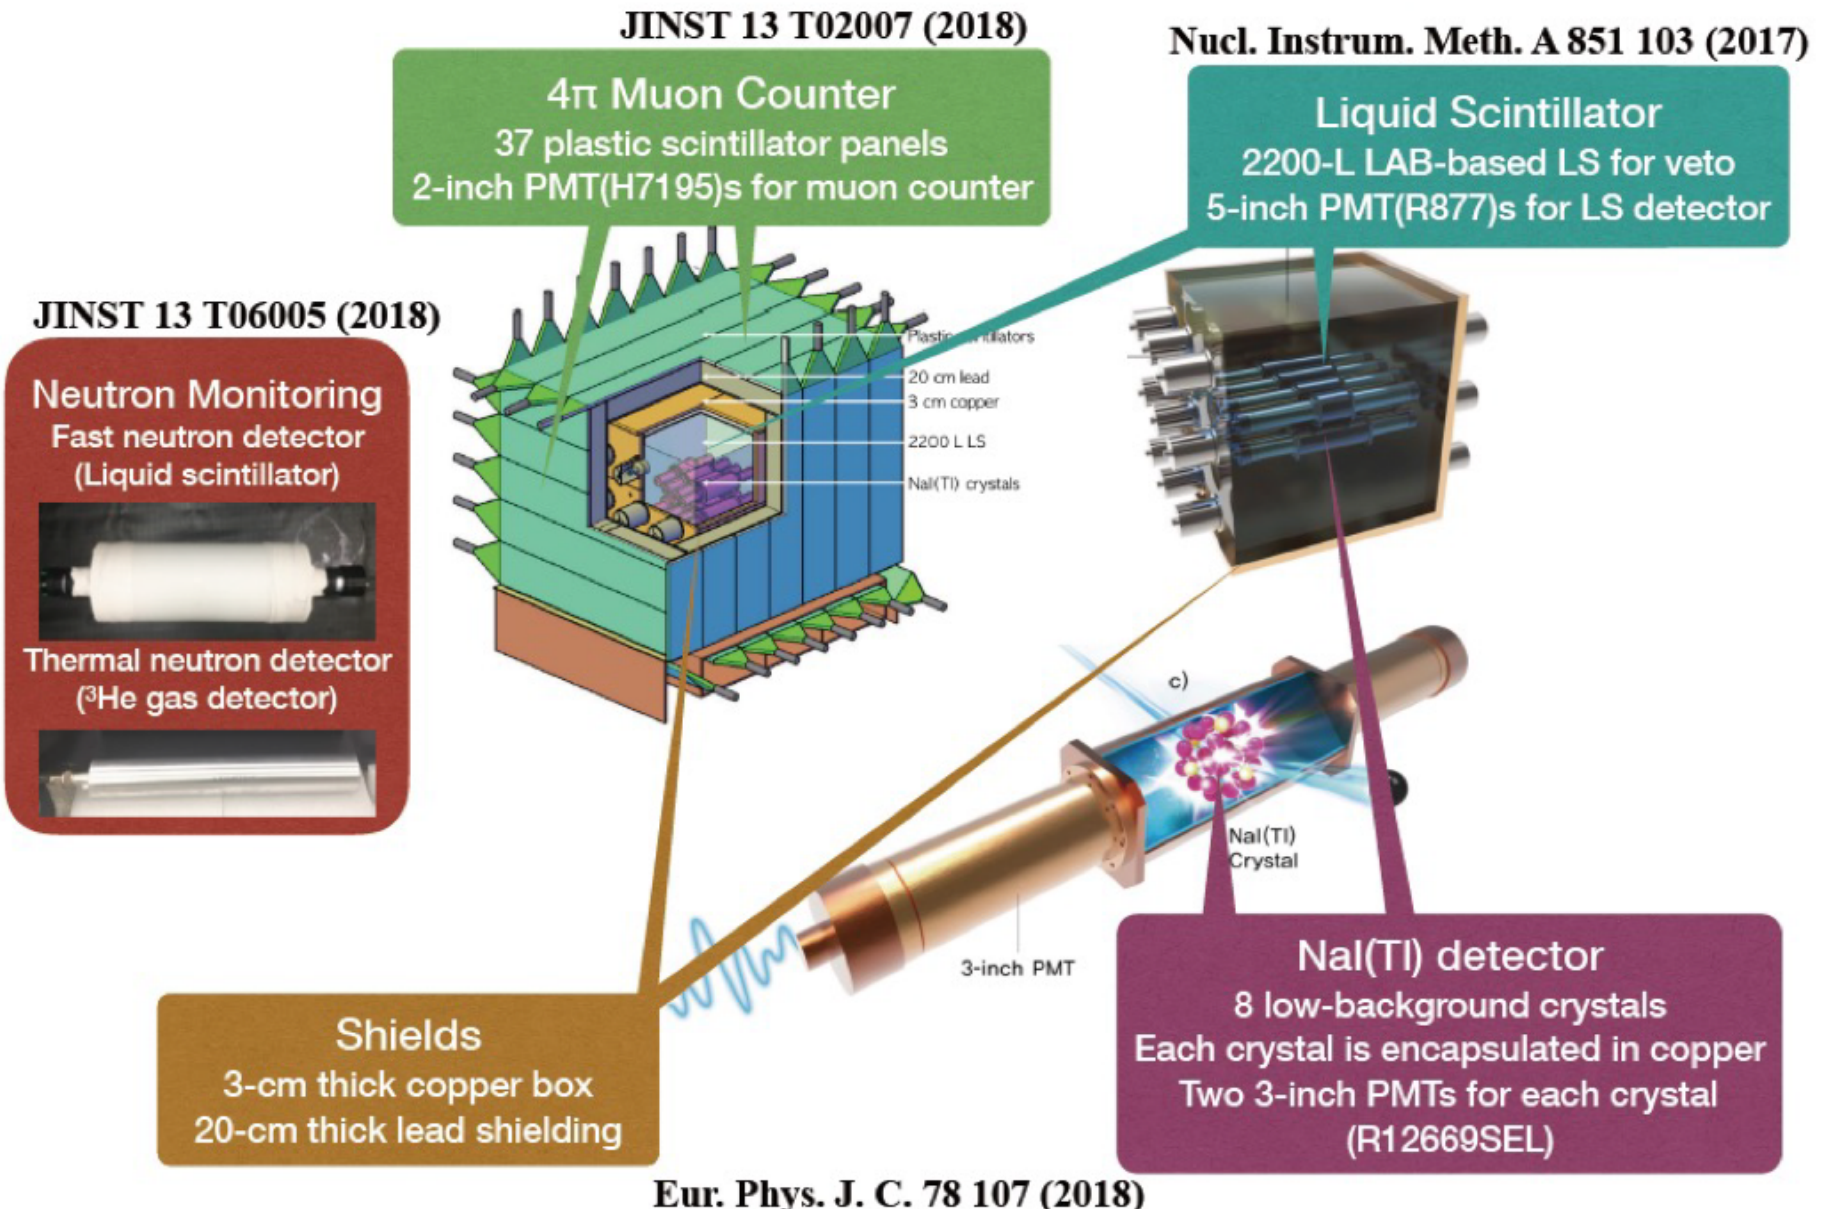 JINST 13 T02007 (2018)
4π Muon Counter
37 plastic scintillator panels
2-inch PMT(H7195)s for muon counter
Nucl. Instrum. Meth. A 851 103 (2017)
Liquid Scintillator
2200-L LAB-based LS for veto
5-inch PMT(R877)s for LS detector
JINST 13 T06005 (2018)
Neutron Monitoring
Fast neutron detector
(Liquid scintillator)
Thermal neutron detector
(³He gas detector)
20 cm lead
3 cm copper
2200 L LS
NaI(Tl) crystals
c)
NaI(Tl)
Crystal
3-inch PMT
Shields
3-cm thick copper box
20-cm thick lead shielding
NaI(Tl) detector
8 low-background crystals
Each crystal is encapsulated in copper
Two 3-inch PMTs for each crystal
(R12669SEL)
Eur. Phys. J. C. 78 107 (2018)